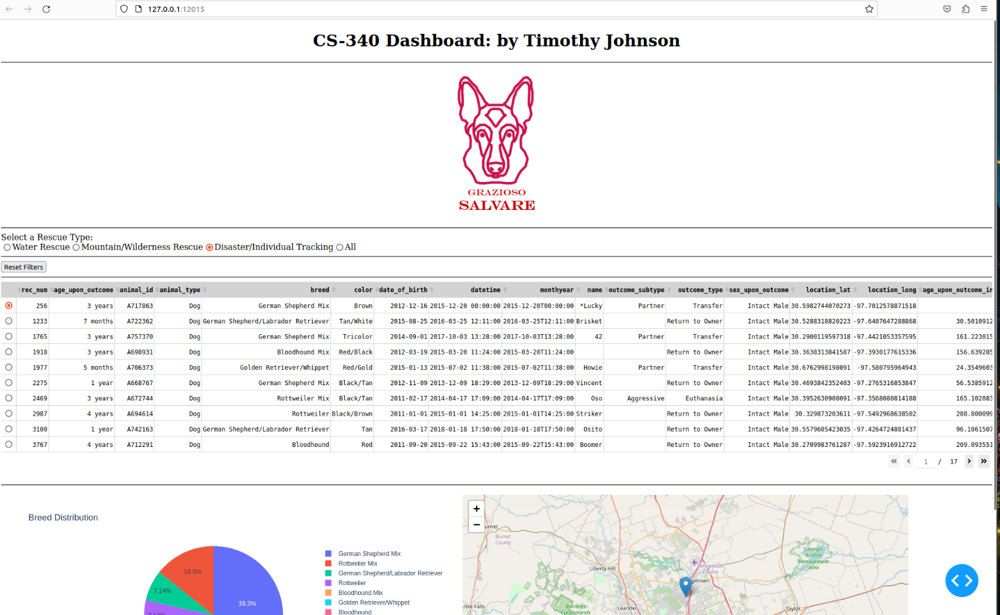 127.0.0.1:12015
CS-340 Dashboard: by Timothy Johnson
GRAZIOSO
SALVARE
Select a Rescue Type:
Water Rescue Mountain/Wilderness Rescue Disaster/Individual Tracking All
Reset Filters
rec_num age_upon_outcome animal_id animal_type breed color date_of_birth datetime monthyear name outcome_subtype outcome_type sex_upon_outcome location_lat location_long age_upon_outcome_in
256 3 years A717863 Dog German Shepherd Mix Brown 2012-12-16 2015-12-20 00:00:00 2015-12-20T00:00:00 *Lucky Partner Transfer Intact Male 30.5982744070273 -97.7012578871518
1233 7 months A722362 Dog German Shepherd/Labrador Retriever Tan/White 2015-08-25 2016-03-25 12:11:00 2016-03-25T12:11:00 Brisket Return to Owner Intact Male 30.5288318820223 -97.6407647288868 30.5010912
1765 3 years A757370 Dog German Shepherd Mix Tricolor 2014-09-01 2017-10-03 13:28:00 2017-10-03T13:28:00 42 Partner Transfer Intact Male 30.2900119597318 -97.4421053357595 161.223015
1918 3 years A698931 Dog Bloodhound Mix Red/Black 2012-03-19 2015-03-20 11:24:00 2015-03-20T11:24:00 Return to Owner Intact Male 30.3638313841587 -97.3930177615336 156.639285
1977 5 months A706373 Dog Golden Retriever/Whippet Red/Gold 2015-01-13 2015-07-02 11:38:00 2015-07-02T11:38:00 Howie Partner Transfer Intact Male 30.6762998198091 -97.580795964943 24.3549603
2275 1 year A668767 Dog German Shepherd Mix Black/Tan 2012-11-09 2013-12-09 18:29:00 2013-12-09T18:29:00 Vincent Return to Owner Intact Male 30.4693842352403 -97.2765316853847 56.5385912
2469 3 years A672744 Dog Rottweiler Mix Black/Tan 2011-02-17 2014-04-17 17:09:00 2014-04-17T17:09:00 Oso Aggressive Euthanasia Intact Male 30.3952630908091 -97.3568080814188 165.102083
2987 4 years A694614 Dog Rottweiler Black/Brown 2011-01-01 2015-01-01 14:25:00 2015-01-01T14:25:00 Striker Return to Owner Intact Male 30.329873203611 -97.5492968638502 208.800099
3100 1 year A742163 Dog German Shepherd/Labrador Retriever Tan 2016-03-17 2018-01-18 17:50:00 2018-01-18T17:50:00 Osito Return to Owner Intact Male 30.5579605423035 -97.4264724881437 96.1061507
3767 4 years A712291 Dog Bloodhound Red 2011-09-20 2015-09-22 15:43:00 2015-09-22T15:43:00 Boomer Return to Owner Intact Male 30.2709983761287 -97.5923916912722 209.093551
« ‹ 1 / 17 › »
Breed Distribution
14.3%
7.14%
39.3%
German Shepherd Mix
Rottweiler Mix
German Shepherd/Labrador Retriever
Rottweiler
Bloodhound Mix
Golden Retriever/Whippet
Bloodhound
+
−
urnet
Burnet
County
Granger
Wildlife
Management
Area
Liberty Hill
Williamson
County
getown
rble Falls
Balcones
Canyonlands
Leander
Taylor